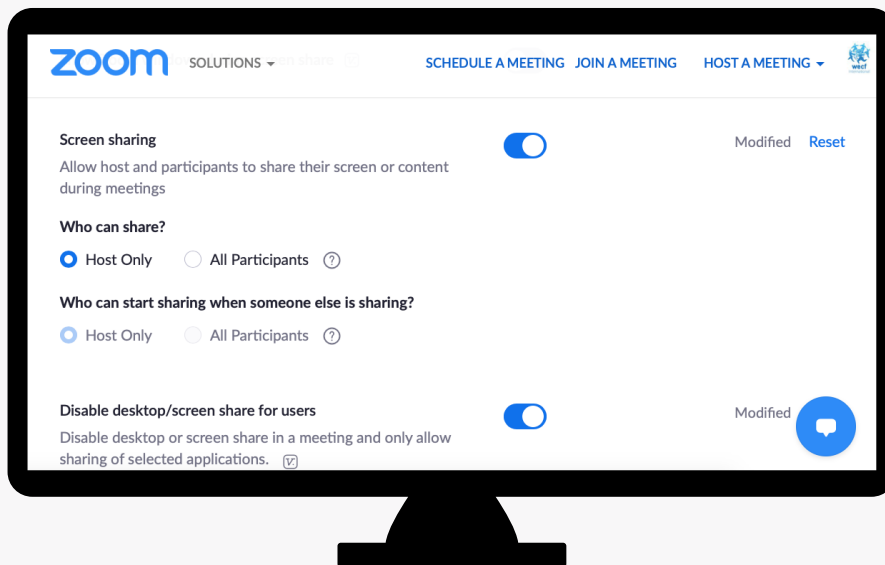 zoom SOLUTIONS SCHEDULE A MEETING JOIN A MEETING HOST A MEETING wecf
Screen sharing Modified Reset
Allow host and participants to share their screen or content
during meetings
Who can share?
Host Only All Participants ?
Who can start sharing when someone else is sharing?
Host Only All Participants ?
Disable desktop/screen share for users Modified
Disable desktop or screen share in a meeting and only allow
sharing of selected applications.